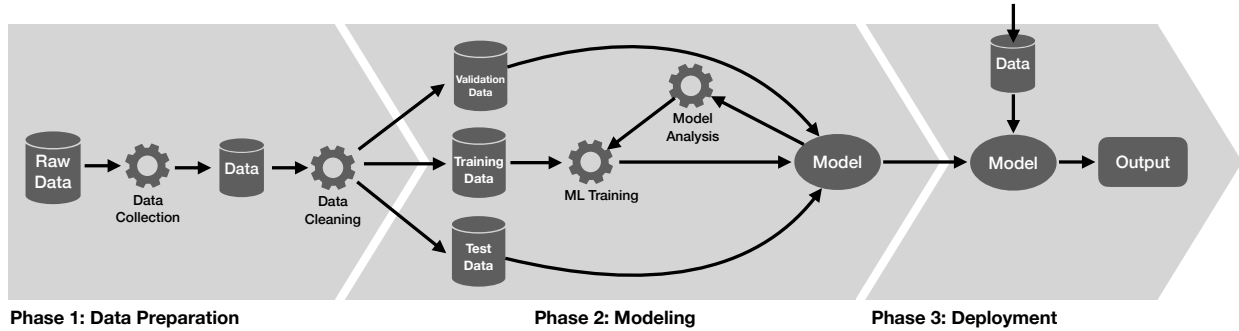 Raw
Data
Data
Collection
Data
Data
Cleaning
Validation
Data
Training
Data
Test
Data
ML Training
Model
Analysis
Model
Data
Model
Output
Phase 1: Data Preparation
Phase 2: Modeling
Phase 3: Deployment